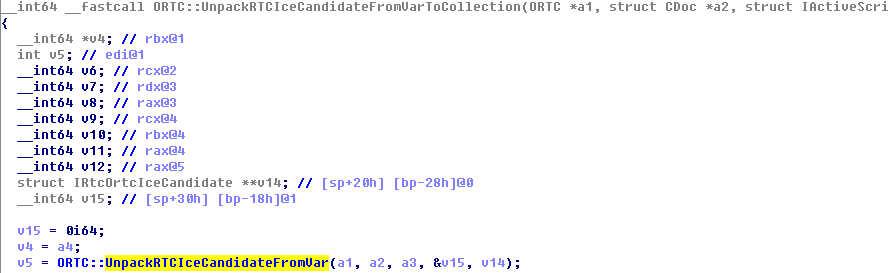 __int64 __fastcall ORTC::UnpackRTCIceCandidateFromVarToCollection(ORTC *a1, struct CDoc *a2, struct IActiveScri
{
__int64 *v4; // rbx@1
int v5; // edi@1
__int64 v6; // rcx@2
__int64 v7; // rdx@3
__int64 v8; // rax@3
__int64 v9; // rcx@4
__int64 v10; // rbx@4
__int64 v11; // rax@4
__int64 v12; // rax@5
struct IRtcOrtcIceCandidate **v14; // [sp+20h] [bp-28h]@0
__int64 v15; // [sp+30h] [bp-18h]@1
v15 = 0i64;
v4 = a4;
v5 = ORTC::UnpackRTCIceCandidateFromVar(a1, a2, a3, &v15, v14);